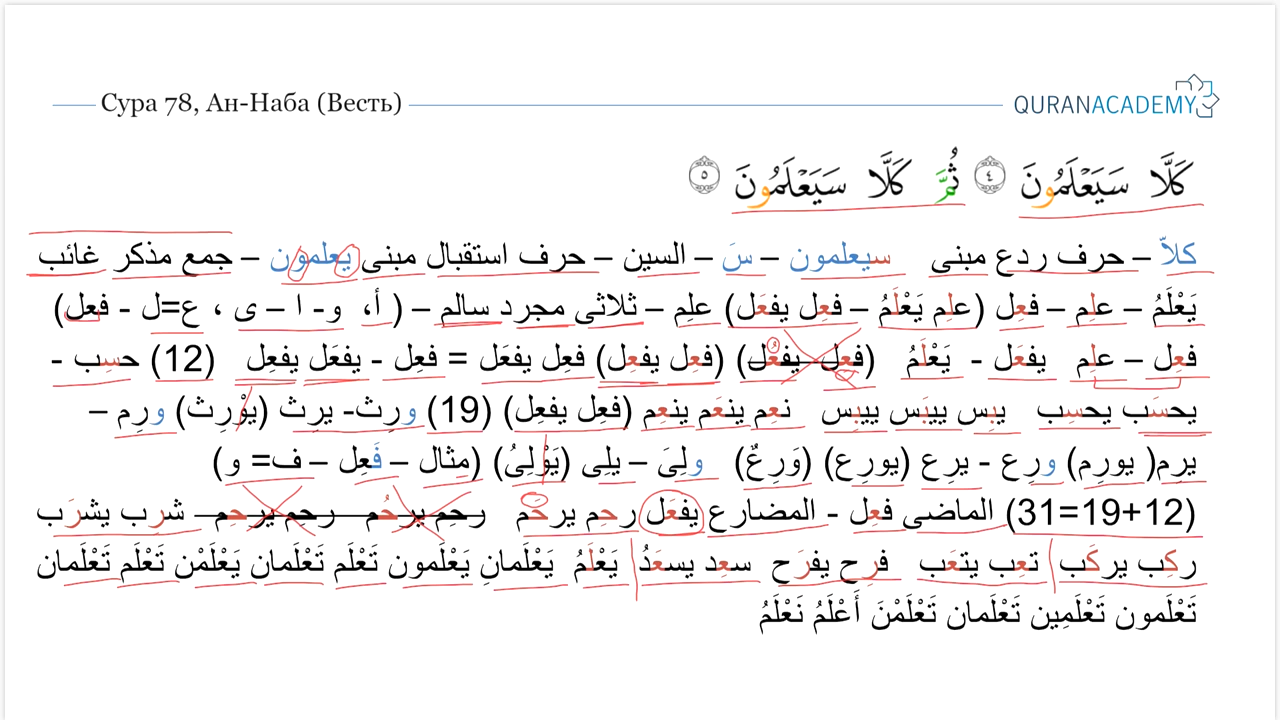 Сура 78, Ан-Наба (Весть)
QURANACADEMY
كَلَّا سَيَعْلَمُونَ ٤ ثُمَّ كَلَّا سَيَعْلَمُونَ ٥
كلاّ – حرف ردع مبنى سيعلمون – سَ – السين – حرف استقبال مبنى يعلمون – جمع مذكر غائب
يَعْلَمُ – علِم – فعِل (علِم يَعْلَمُ – فعِل يفعَل) علِم – ثلاثى مجرد سالم – ( أ، و- ا – ى ، ع=ل - فعل)
فعِل – علِم يفعَل - يَعْلَمُ (فعِل يفعُل) (فعِل يفعِل) فعِل يفعَل = فعِل - يفعَل يفعِل (12) حسِب -
يحسَب يحسِب يبِس ييبَس ييبِس نعِم ينعَم ينعِم (فعِل يفعِل) (19) ورِث- يرِث (يوْرِث) ورِم –
يرِم( يورِم) ورِع - يرِع (يورِع) (وَرِعٌ) ولِىَ – يلِى (يَوْلِىُ) (مِثال – فَعِل – ف= و)
(31=19+12) الماضى فعِل - المضارع يفعَل رحِم يرحَم رحِم يرحُم رحم يرحِم شرِب يشرَب
ركِب يركَب تعِب يتعَب فرِح يفرَح سعِد يسعَدُ يَعْلَمُ يَعْلَمانِ يَعْلَمون تَعْلَم تَعْلَمان يَعْلَمْن تَعْلَم تَعْلَمان
تَعْلَمون تَعْلَمِين تَعْلَمان تَعْلَمْنَ أَعْلَمُ نَعْلَمُ